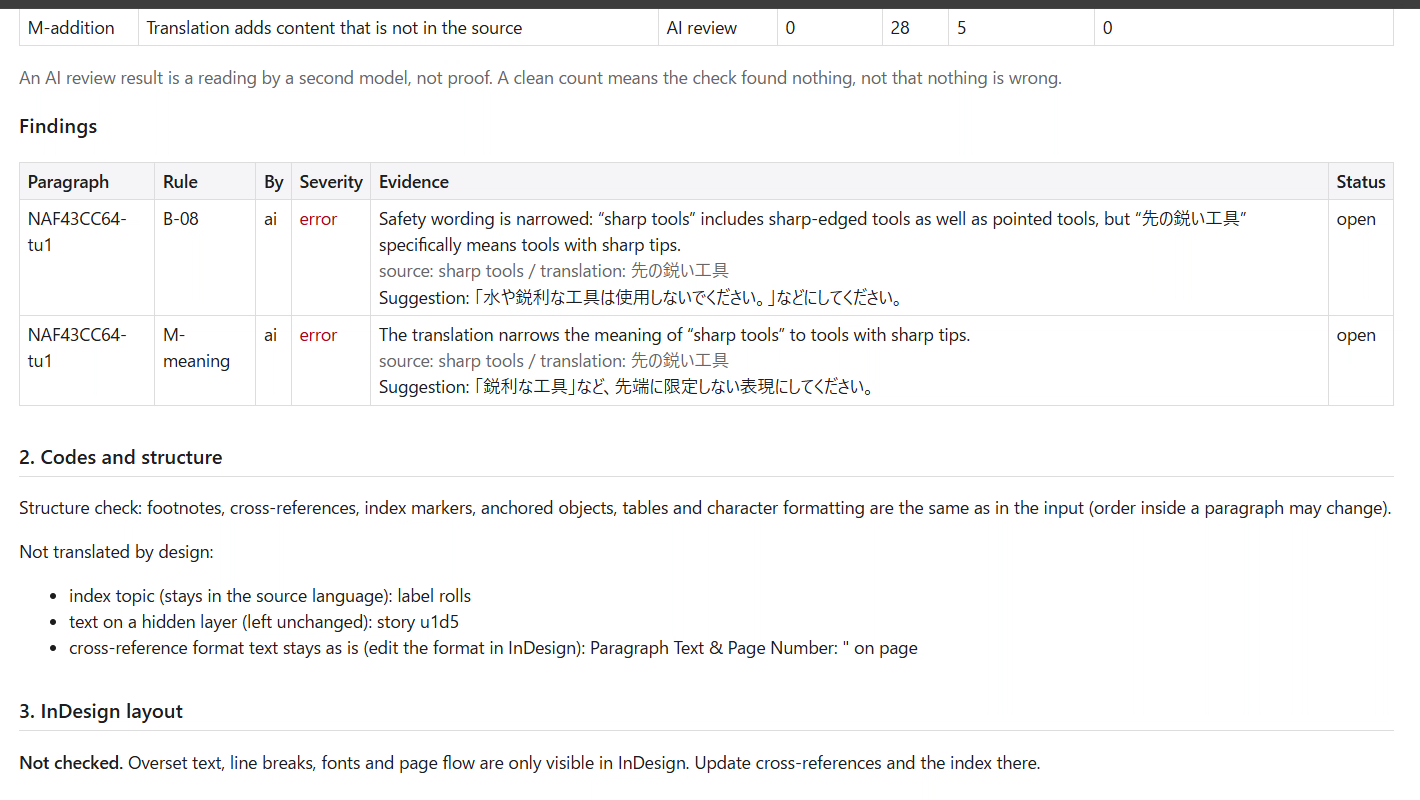 M-addition Translation adds content that is not in the source AI review 0 28 5 0
An AI review result is a reading by a second model, not proof. A clean count means the check found nothing, not that nothing is wrong.
Findings
Paragraph Rule By Severity Evidence Status
NAF43CC64-tu1 B-08 ai error Safety wording is narrowed: “sharp tools” includes sharp-edged tools as well as pointed tools, but “先の鋭い工具” open
specifically means tools with sharp tips.
source: sharp tools / translation: 先の鋭い工具
Suggestion: 「水や鋭利な工具は使用しないでください。」などにしてください。
NAF43CC64-tu1 M-meaning ai error The translation narrows the meaning of “sharp tools” to tools with sharp tips. open
source: sharp tools / translation: 先の鋭い工具
Suggestion: 「鋭利な工具」など、先端に限定しない表現にしてください。
2. Codes and structure
Structure check: footnotes, cross-references, index markers, anchored objects, tables and character formatting are the same as in the input (order inside a paragraph may change).
Not translated by design:
• index topic (stays in the source language): label rolls
• text on a hidden layer (left unchanged): story u1d5
• cross-reference format text stays as is (edit the format in InDesign): Paragraph Text & Page Number: " on page
3. InDesign layout
Not checked. Overset text, line breaks, fonts and page flow are only visible in InDesign. Update cross-references and the index there.